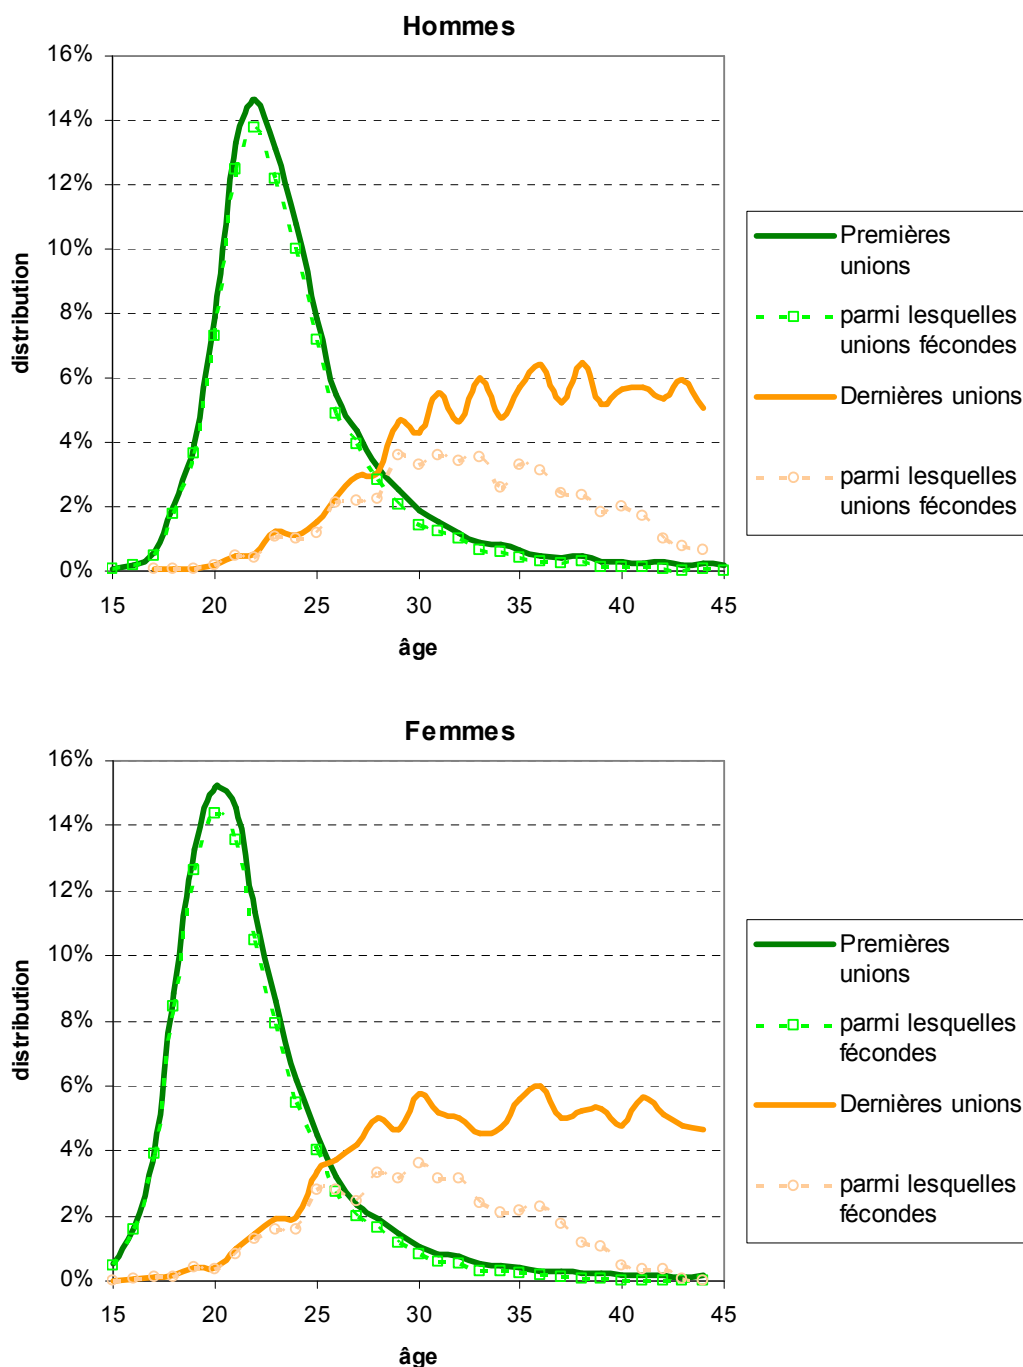 Hommes
16%
14%
12%
10%
8%
6%
4%
2%
0%
distribution
15 20 25 30 35 40 45
âge
Premières
unions
parmi lesquelles
unions fécondes
Dernières unions
parmi lesquelles
unions fécondes
Femmes
16%
14%
12%
10%
8%
6%
4%
2%
0%
distribution
15 20 25 30 35 40 45
âge
Premières
unions
parmi lesquelles
fécondes
Dernières unions
parmi lesquelles
fécondes